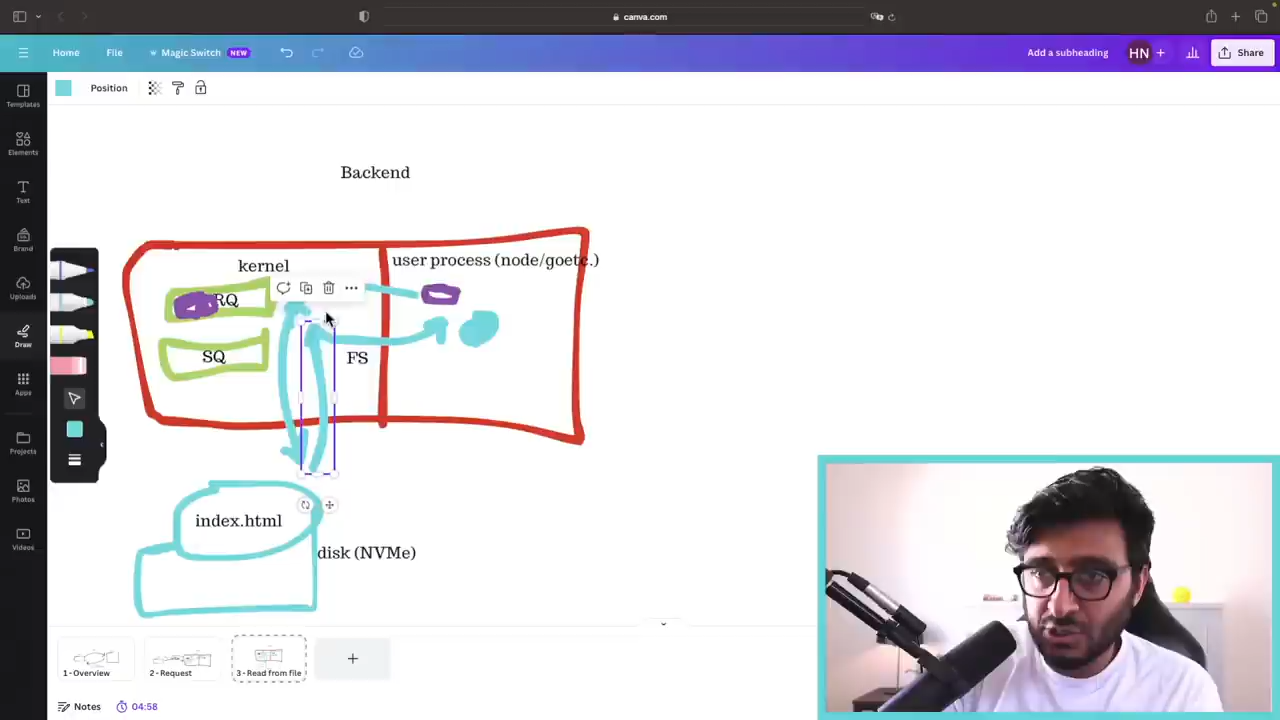 canva.com
Home
File
Magic Switch
NEW
Add a subheading
HN
Share
Position
Templates
Elements
Text
Brand
Uploads
Draw
Apps
Projects
Photos
Videos
Backend
kernel
user process (node/goetc.)
RQ
SQ
FS
index.html
disk (NVMe)
1 - Overview
2 - Request
3 - Read from file
Notes
04:58